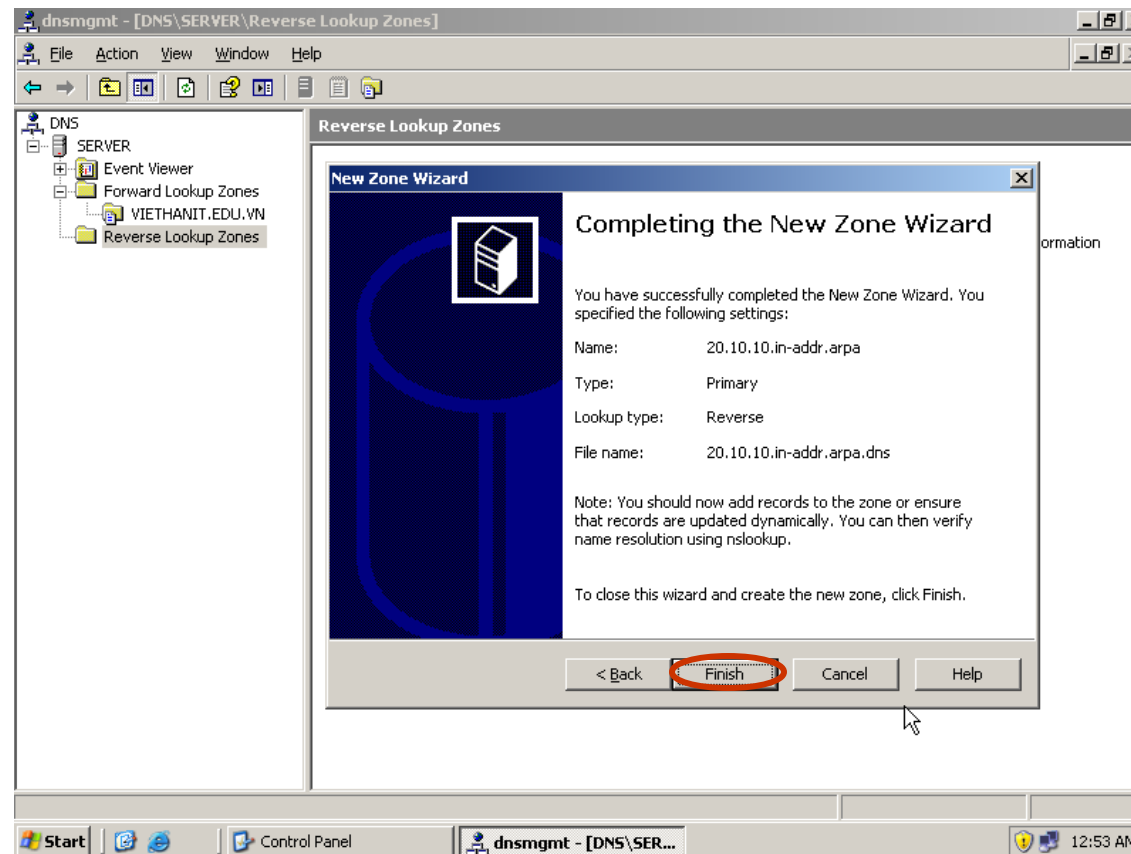 dnsmgmt - [DNS\SERVER\Reverse Lookup Zones]
File Action View Window Help
DNS
SERVER
Event Viewer
Forward Lookup Zones
VIETHANIT.EDU.VN
Reverse Lookup Zones
Reverse Lookup Zones
ormation
New Zone Wizard
Completing the New Zone Wizard
You have successfully completed the New Zone Wizard. You
specified the following settings:
Name: 20.10.10.in-addr.arpa
Type: Primary
Lookup type: Reverse
File name: 20.10.10.in-addr.arpa.dns
Note: You should now add records to the zone or ensure
that records are updated dynamically. You can then verify
name resolution using nslookup.
To close this wizard and create the new zone, click Finish.
< Back Finish Cancel Help
Start Control Panel dnsmgmt - [DNS\SER... 12:53 AM